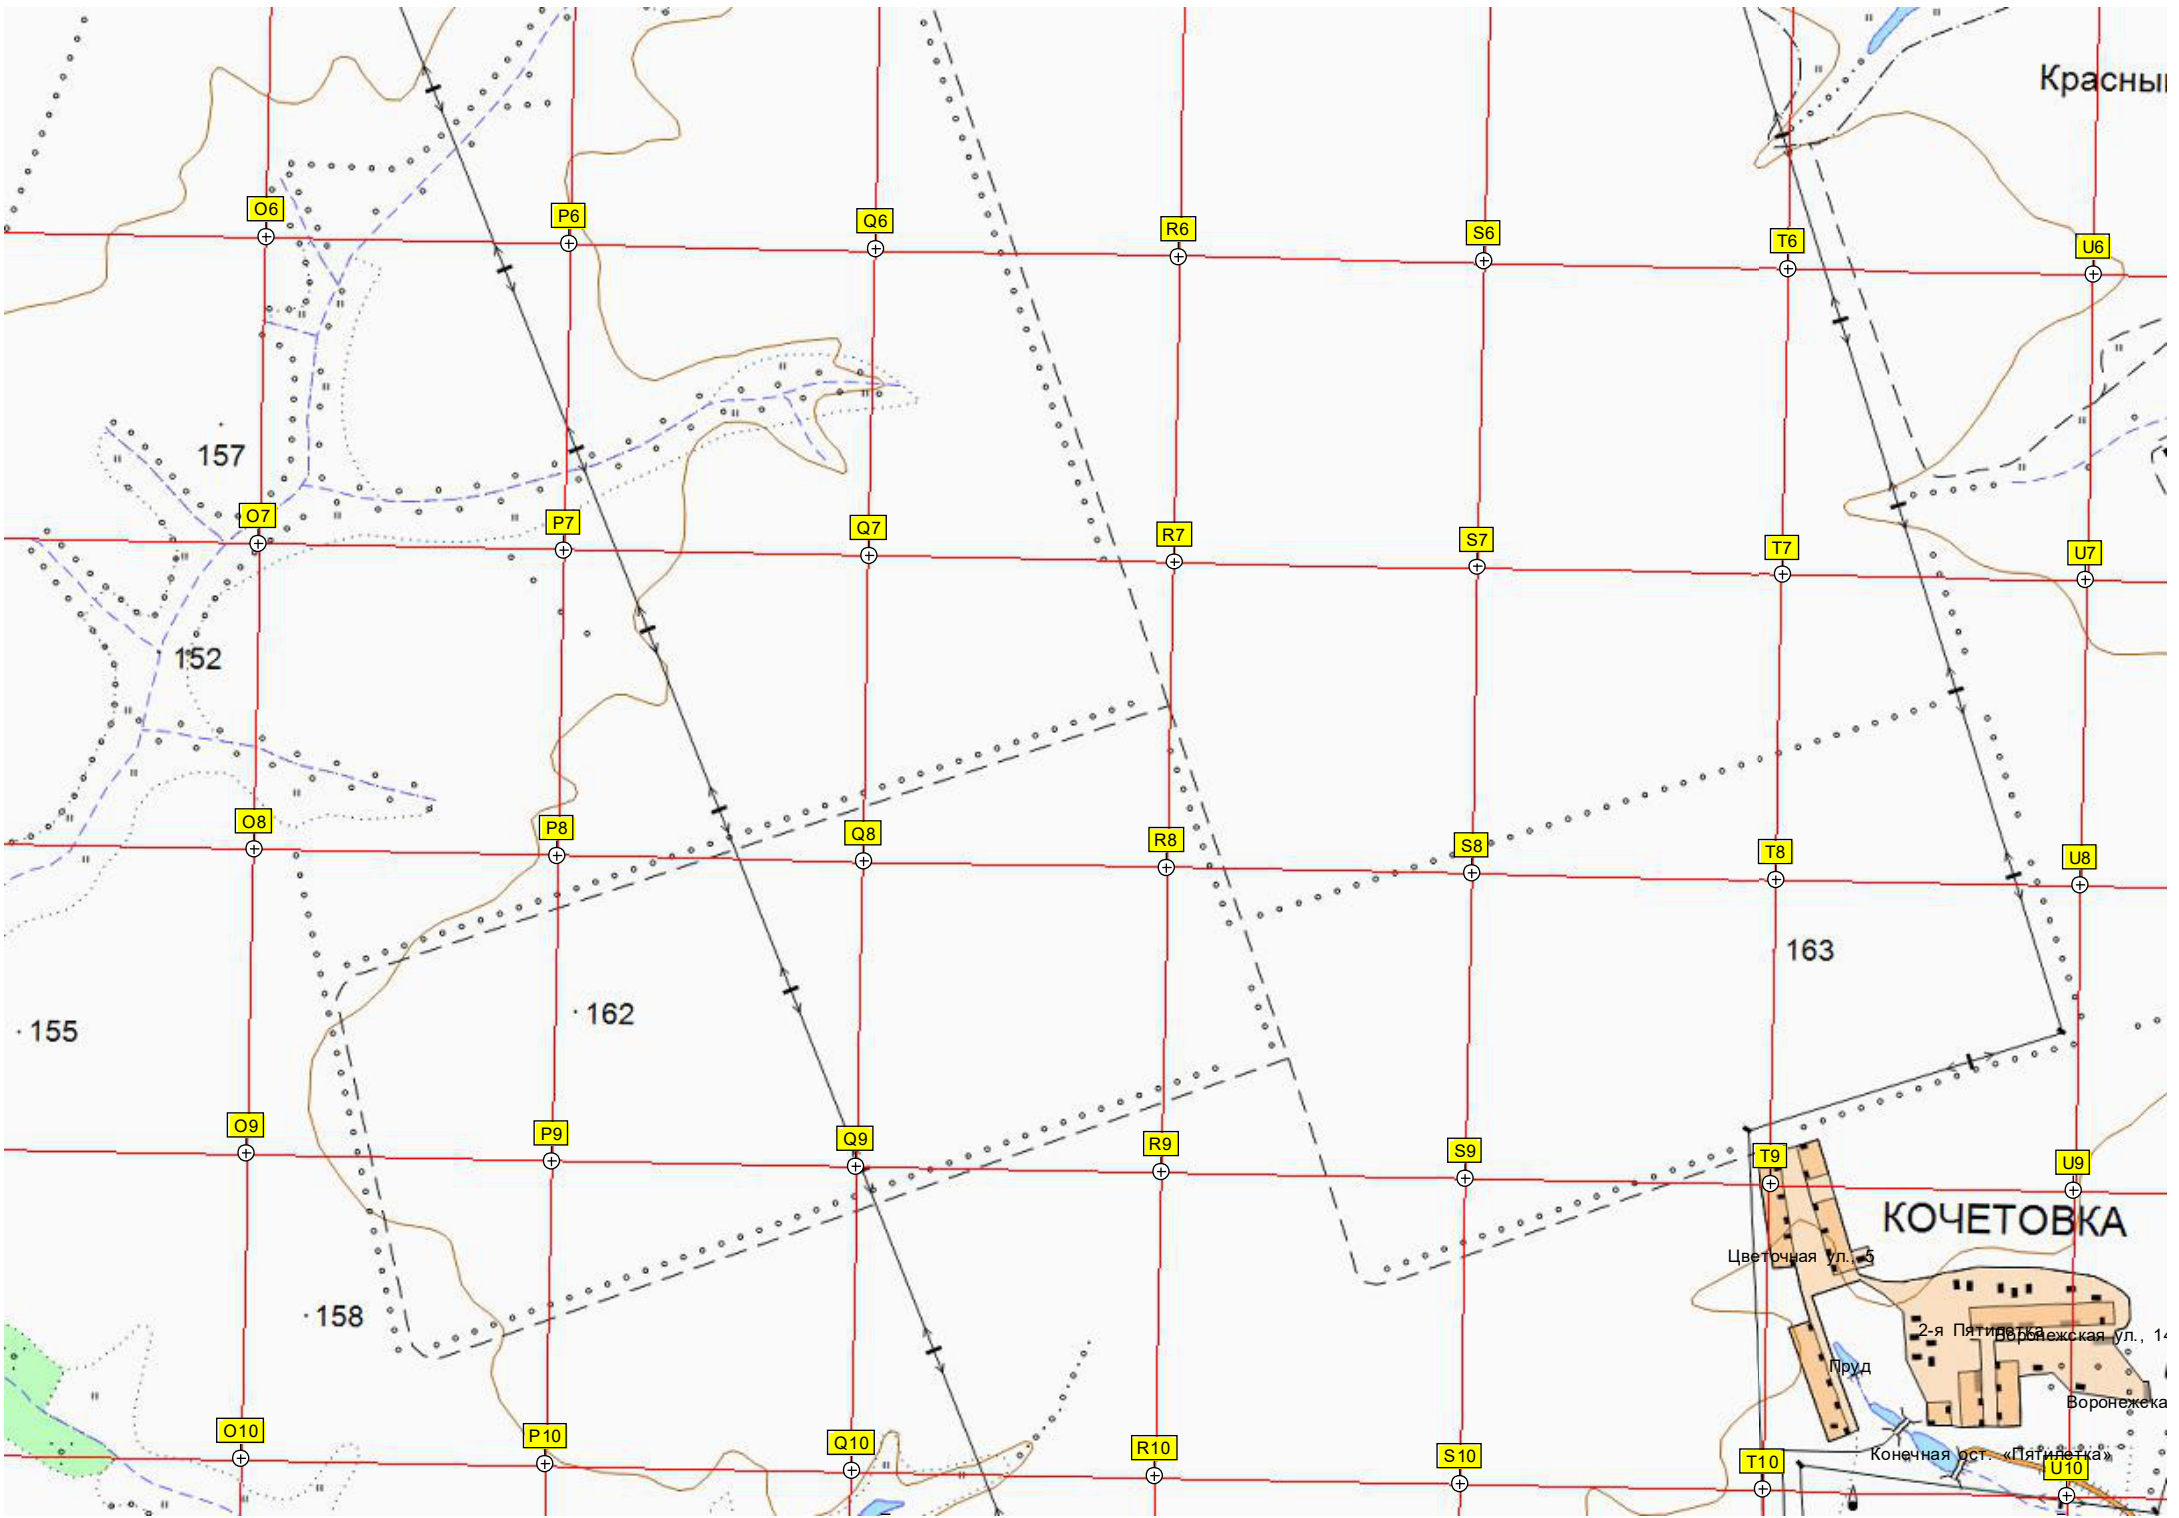 Красны
O6 P6 Q6 R6 S6 T6 U6
157
O7 P7 Q7 R7 S7 T7 U7
152
O8 P8 Q8 R8 S8 T8 U8
163
162
155
O9 P9 Q9 R9 S9 T9 U9
КОЧЕТОВКА
Цветочная ул., 5
158
2-я Пятилетка
Воронежская ул., 14
Пруд
Воронежска
O10 P10 Q10 R10 S10 T10 U10
Конечная ост. «Пятилетка»